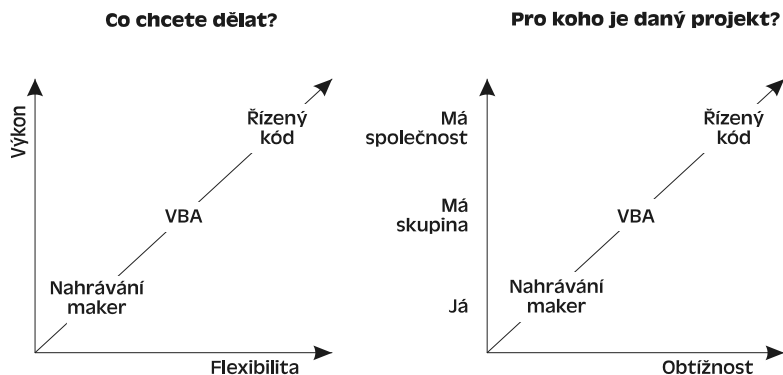 Co chcete dělat?
Výkon
Řízený
kód
VBA
Nahrávání
maker
Flexibilita
Pro koho je daný projekt?
Má
společnost
Má
skupina
Já
Řízený
kód
VBA
Nahrávání
maker
Obtížnost